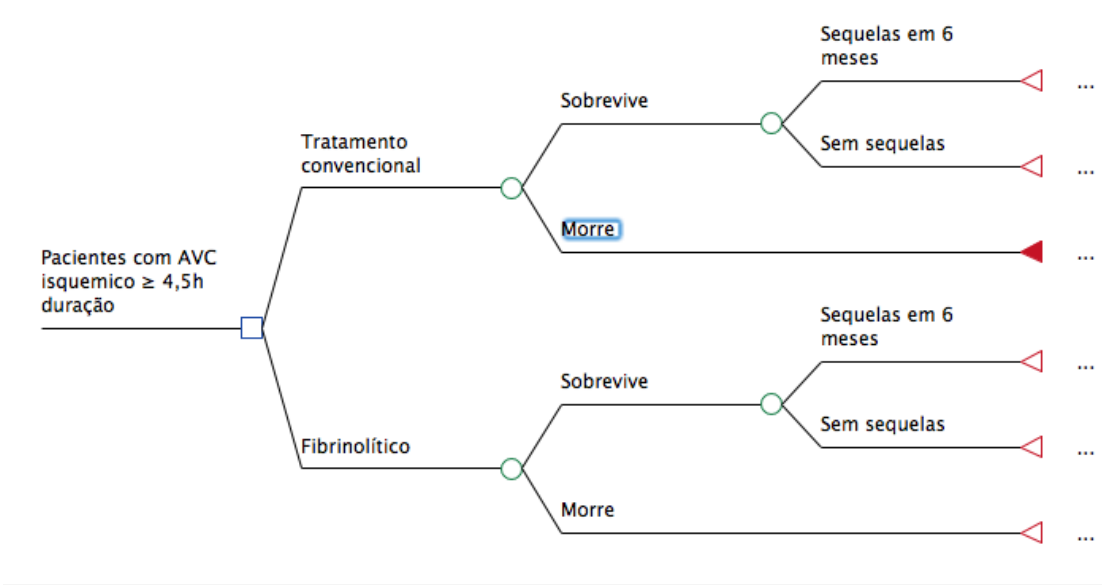 Sequelas em 6
meses
...
Sobrevive
Sem sequelas
...
Tratamento
convencional
Morre
...
Pacientes com AVC
isquemico ≥ 4,5h
duração
Sequelas em 6
meses
...
Sobrevive
Sem sequelas
...
Fibrinolítico
Morre
...